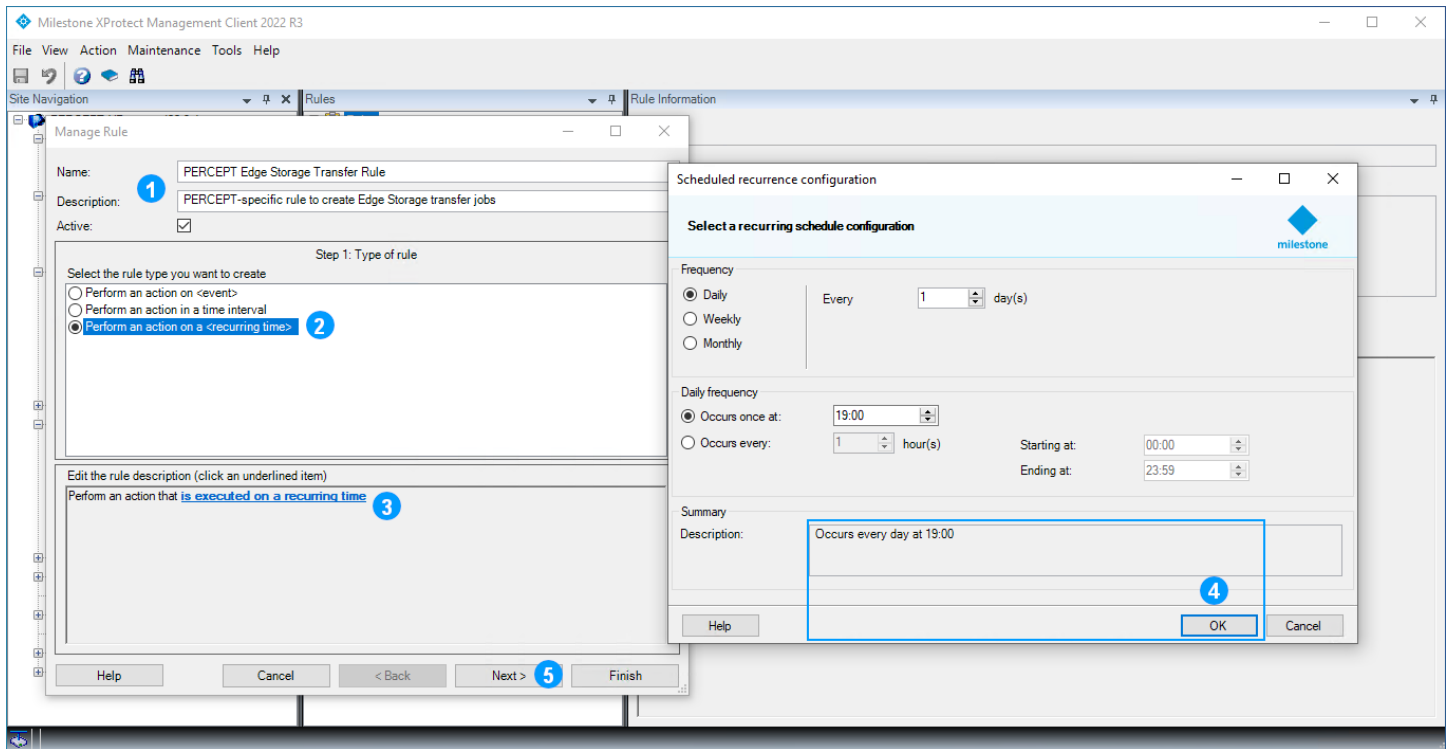 Milestone XProtect Management Client 2022 R3
File View Action Maintenance Tools Help
Site Navigation
Rules
Rule Information
Manage Rule
Name: PERCEPT Edge Storage Transfer Rule
1
Description: PERCEPT-specific rule to create Edge Storage transfer jobs
Active:
Step 1: Type of rule
Select the rule type you want to create
Perform an action on <event>
Perform an action in a time interval
Perform an action on a <recurring time> 2
Edit the rule description (click an underlined item)
Perform an action that is executed on a recurring time 3
Help Cancel < Back Next > 5 Finish
Scheduled recurrence configuration
Select a recurring schedule configuration
milestone
Frequency
Daily Every 1 day(s)
Weekly
Monthly
Daily frequency
Occurs once at: 19:00
Occurs every: 1 hour(s) Starting at: 00:00
Ending at: 23:59
Summary
Description: Occurs every day at 19:00
4
Help OK Cancel